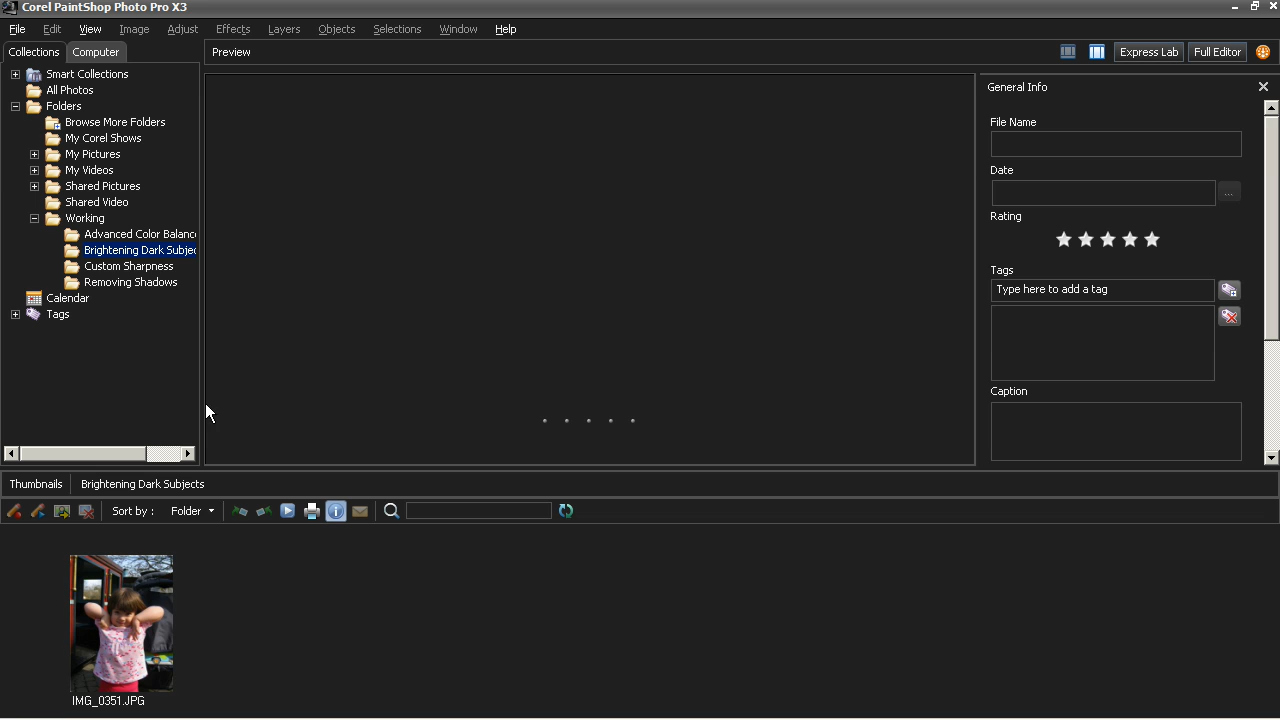 Corel PaintShop Photo Pro X3
File Edit View Image Adjust Effects Layers Objects Selections Window Help
Collections Computer
Preview
Express Lab Full Editor
Smart Collections
All Photos
Folders
Browse More Folders
My Corel Shows
My Pictures
My Videos
Shared Pictures
Shared Video
Working
Advanced Color Balanc
Brightening Dark Subjec
Custom Sharpness
Removing Shadows
Calendar
Tags
General Info
File Name
Date
...
Rating
Tags
Type here to add a tag
Caption
Thumbnails Brightening Dark Subjects
Sort by : Folder
IMG_0351.JPG